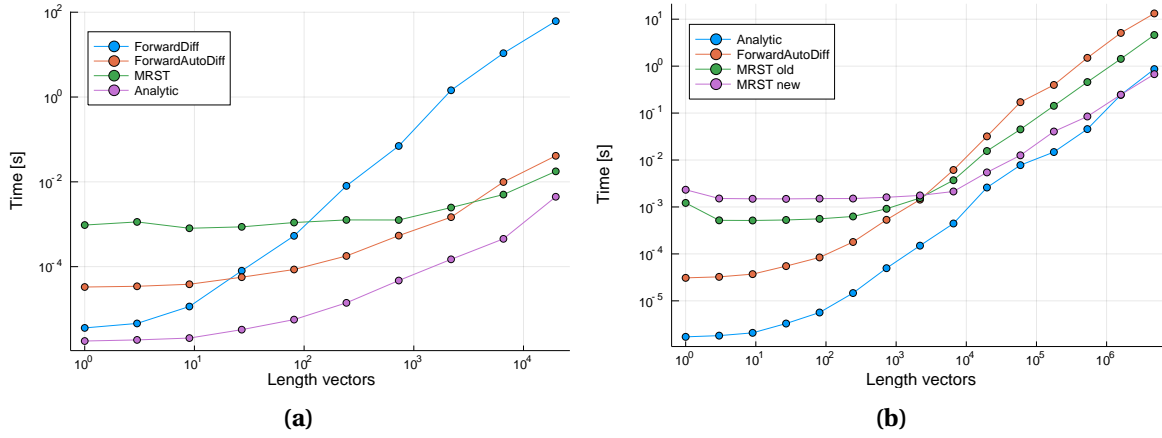 10^2
10^0
10^-2
10^-4
Time [s]
ForwardDiff
ForwardAutoDiff
MRST
Analytic
10^0
10^1
10^2
10^3
10^4
Length vectors
(a)
10^1
10^0
10^-1
10^-2
10^-3
10^-4
10^-5
Time [s]
Analytic
ForwardAutoDiff
MRST old
MRST new
10^0
10^1
10^2
10^3
10^4
10^5
10^6
Length vectors
(b)